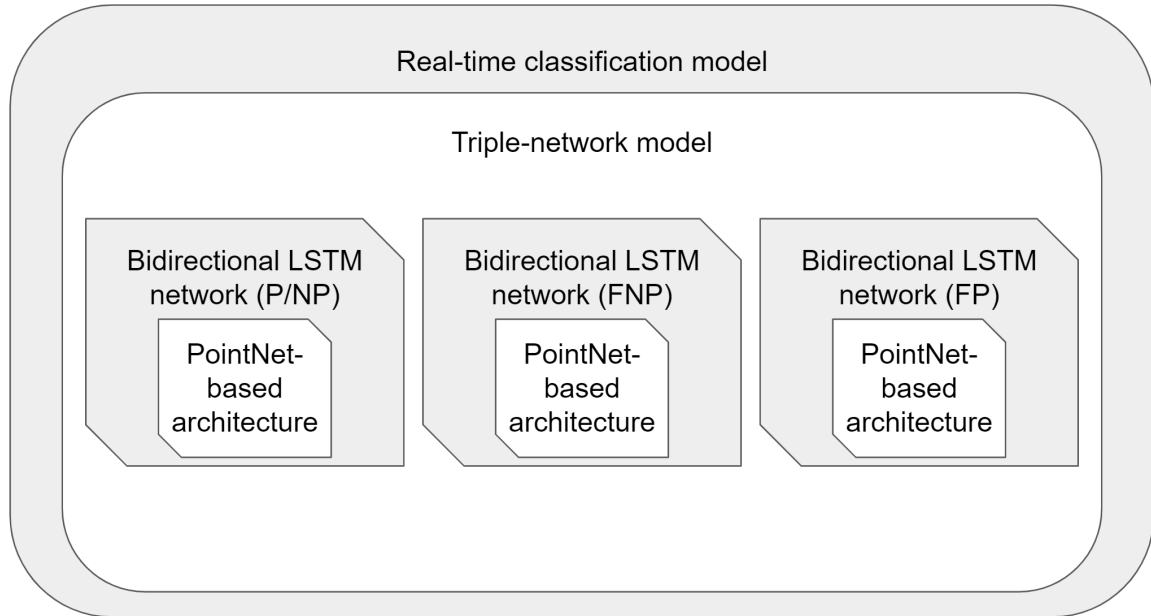 Real-time classification model
Triple-network model
Bidirectional LSTM
network (P/NP)
PointNet-
based
architecture
Bidirectional LSTM
network (FNP)
PointNet-
based
architecture
Bidirectional LSTM
network (FP)
PointNet-
based
architecture